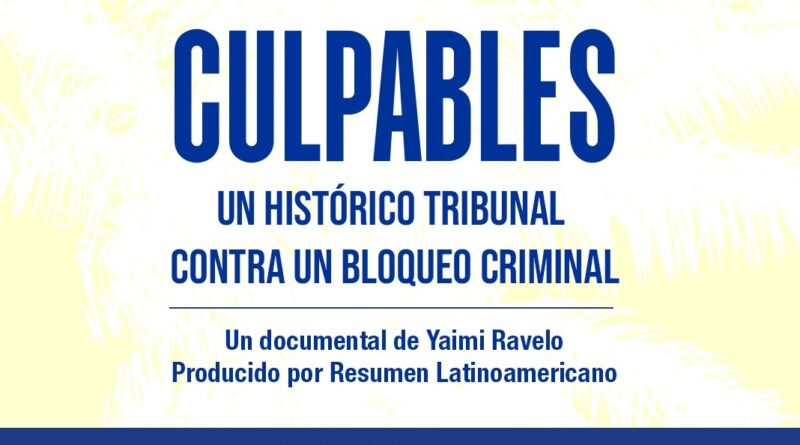 CULPABLES
UN HISTÓRICO TRIBUNAL
CONTRA UN BLOQUEO CRIMINAL
Un documental de Yaimi Ravelo
Producido por Resumen Latinoamericano